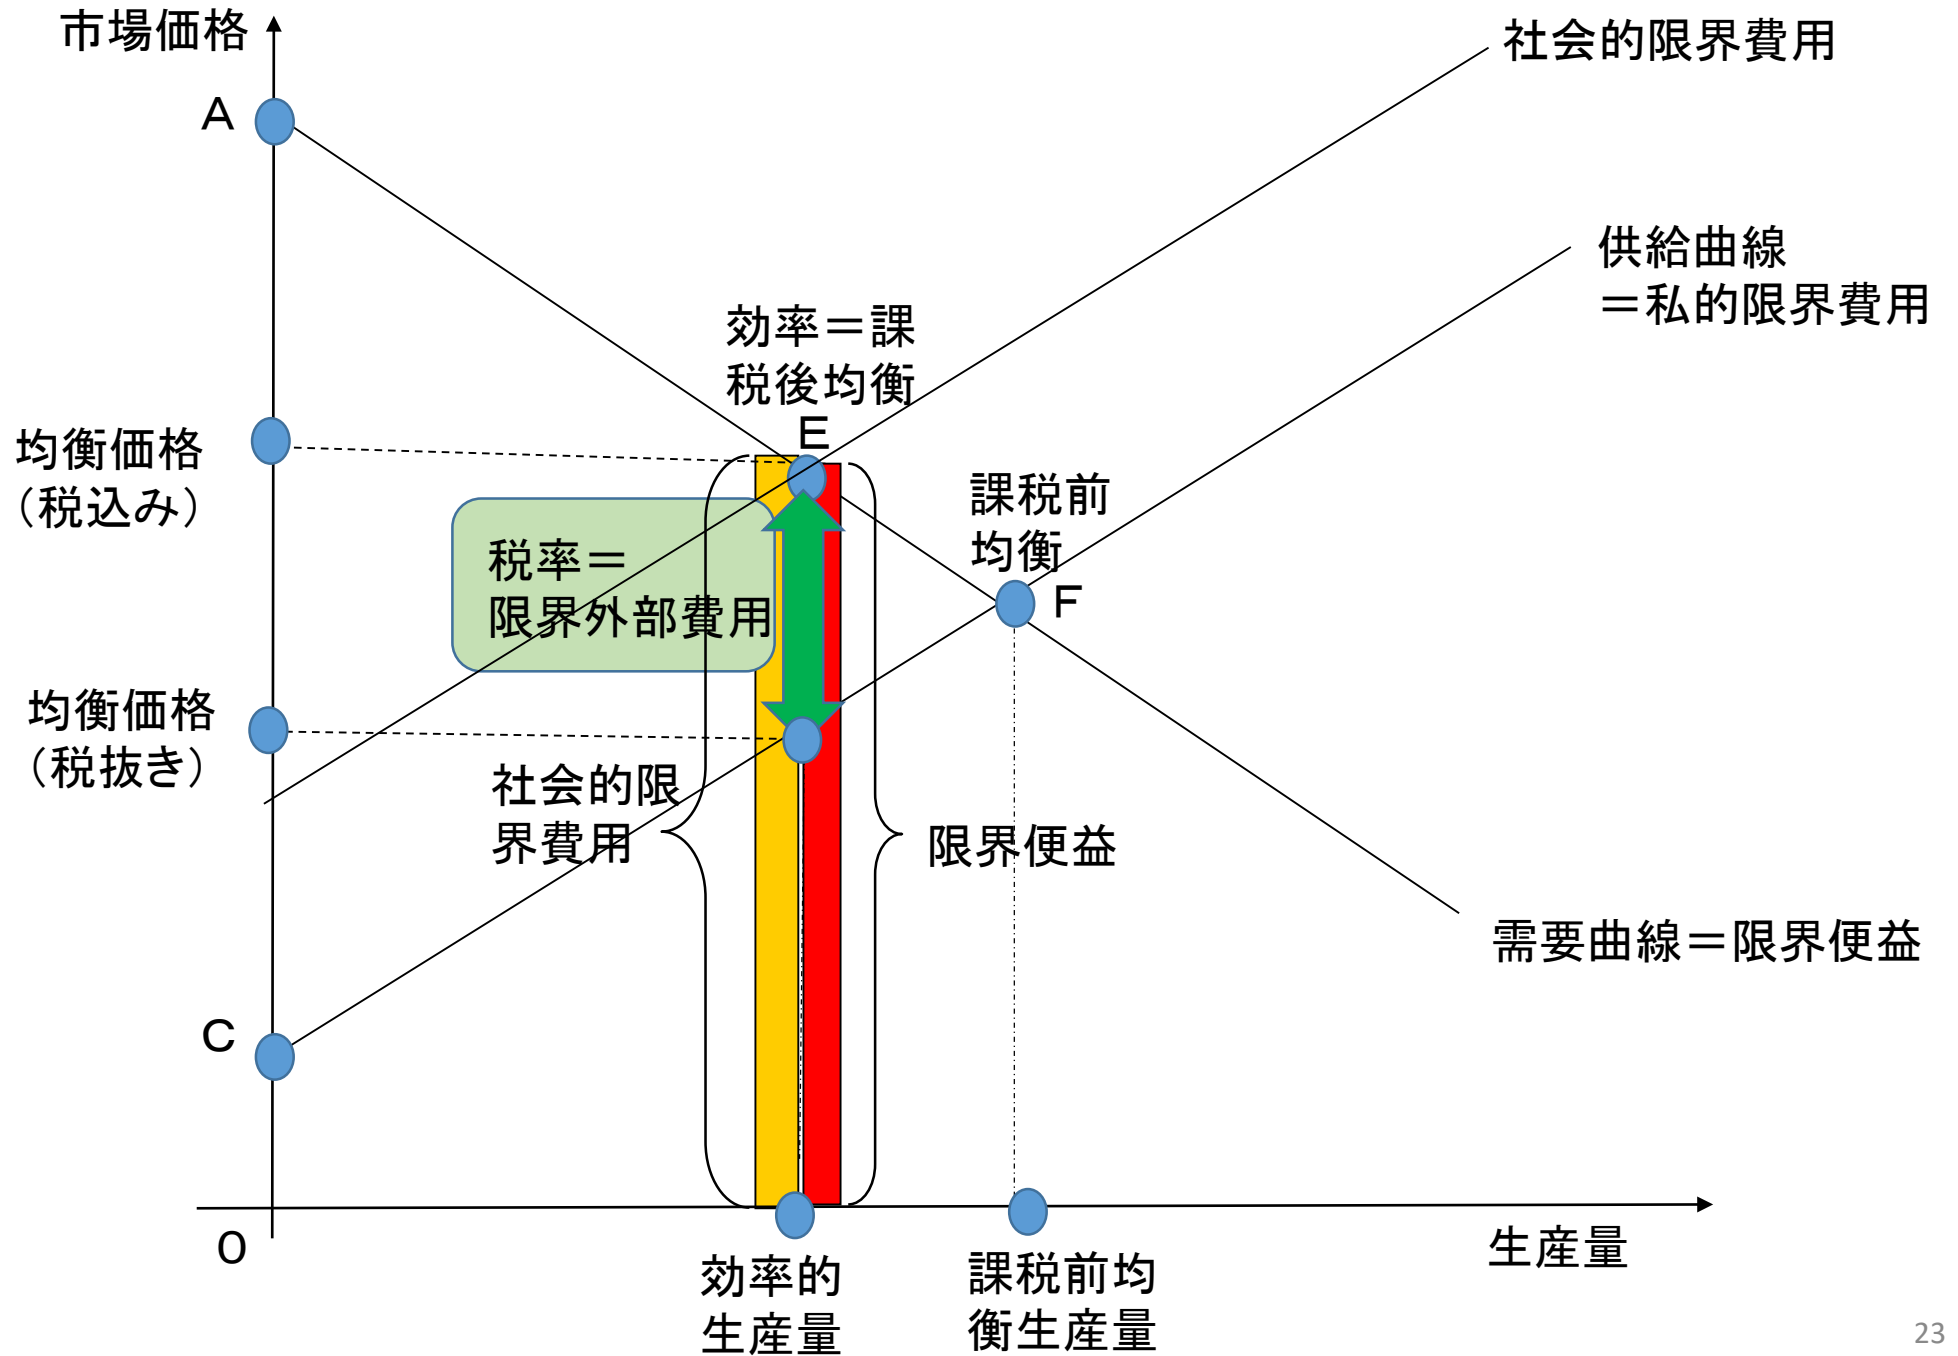 市場価格
社会的限界費用
A
供給曲線
＝私的限界費用
効率＝課
税後均衡
E
均衡価格
（税込み）
課税前
均衡
F
税率＝
限界外部費用
均衡価格
（税抜き）
社会的限
界費用
限界便益
需要曲線＝限界便益
C
O
生産量
効率的
生産量
課税前均
衡生産量
23